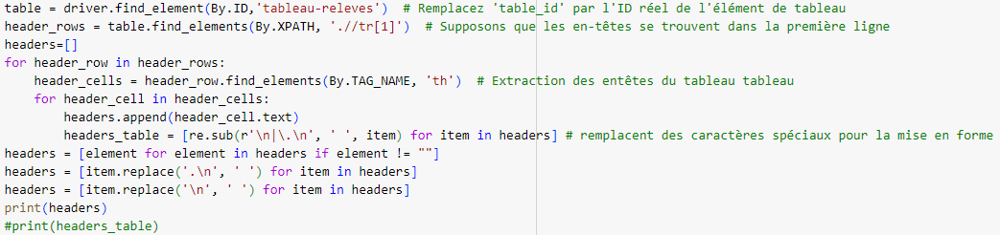 table = driver.find_element(By.ID,'tableau-releves')  # Remplacez 'table_id' par l'ID réel de l'élément de tableau
header_rows = table.find_elements(By.XPATH, './/tr[1]')  # Supposons que les en-têtes se trouvent dans la première ligne
headers=[]
for header_row in header_rows:
    header_cells = header_row.find_elements(By.TAG_NAME, 'th')  # Extraction des entêtes du tableau tableau
    for header_cell in header_cells:
        headers.append(header_cell.text)
        headers_table = [re.sub(r'\n|\.\n', ' ', item) for item in headers] # remplacent des caractères spéciaux pour la mise en forme
headers = [element for element in headers if element != ""]
headers = [item.replace('.\n', ' ') for item in headers]
headers = [item.replace('\n', ' ') for item in headers]
print(headers)
#print(headers_table)